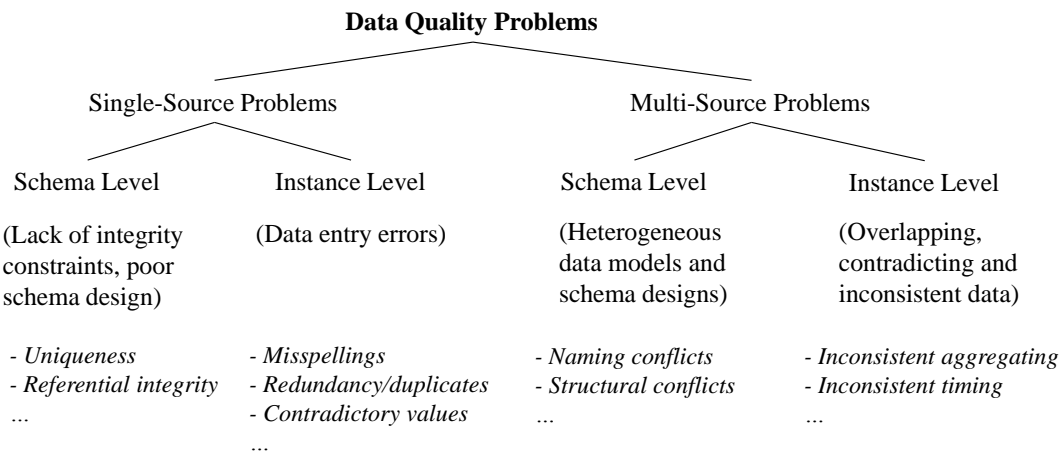 Data Quality Problems
Single-Source Problems
Multi-Source Problems
Schema Level
Instance Level
Schema Level
Instance Level
(Lack of integrity
constraints, poor
schema design)
(Data entry errors)
(Heterogeneous
data models and
schema designs)
(Overlapping,
contradicting and
inconsistent data)
- Uniqueness
- Referential integrity
…
- Misspellings
- Redundancy/duplicates
- Contradictory values
…
- Naming conflicts
- Structural conflicts
…
- Inconsistent aggregating
- Inconsistent timing
…